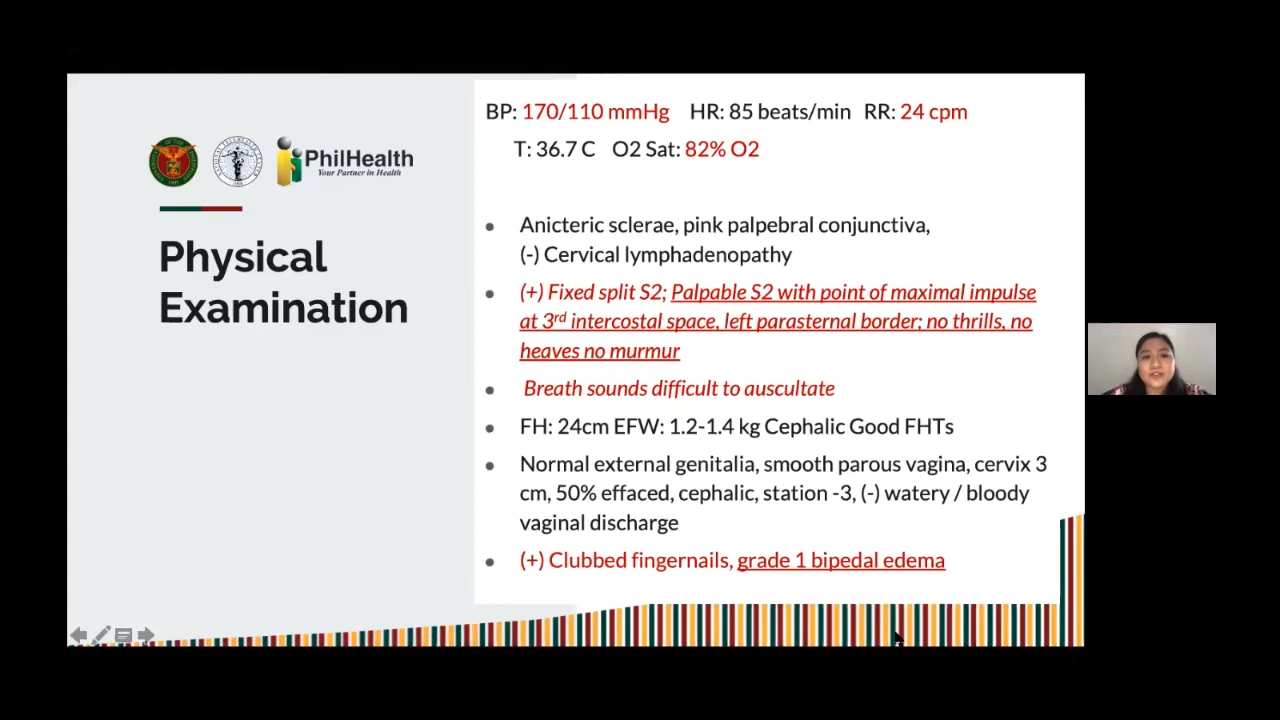 PhilHealth
Your Partner in Health
Physical
Examination
BP: 170/110 mmHg HR: 85 beats/min RR: 24 cpm
T: 36.7 C O2 Sat: 82% O2
● Anicteric sclerae, pink palpebral conjunctiva,
(-) Cervical lymphadenopathy
● (+) Fixed split S2; Palpable S2 with point of maximal impulse
at 3rd intercostal space, left parasternal border; no thrills, no
heaves no murmur
● Breath sounds difficult to auscultate
● FH: 24cm EFW: 1.2-1.4 kg Cephalic Good FHTs
● Normal external genitalia, smooth parous vagina, cervix 3
cm, 50% effaced, cephalic, station -3, (-) watery / bloody
vaginal discharge
● (+) Clubbed fingernails, grade 1 bipedal edema